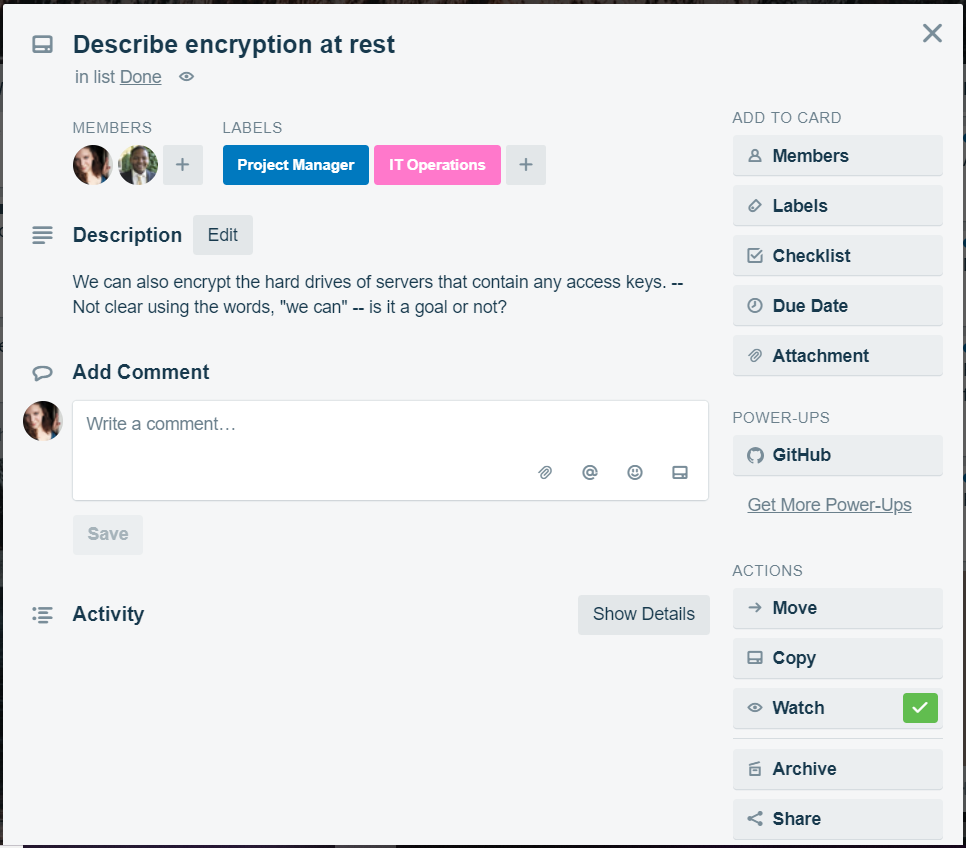 Describe encryption at rest
in list Done
MEMBERS
LABELS
Project Manager
IT Operations
Description
Edit
We can also encrypt the hard drives of servers that contain any access keys. --
Not clear using the words, "we can" -- is it a goal or not?
Add Comment
Write a comment…
Save
Activity
Show Details
ADD TO CARD
Members
Labels
Checklist
Due Date
Attachment
POWER-UPS
GitHub
Get More Power-Ups
ACTIONS
Move
Copy
Watch
Archive
Share